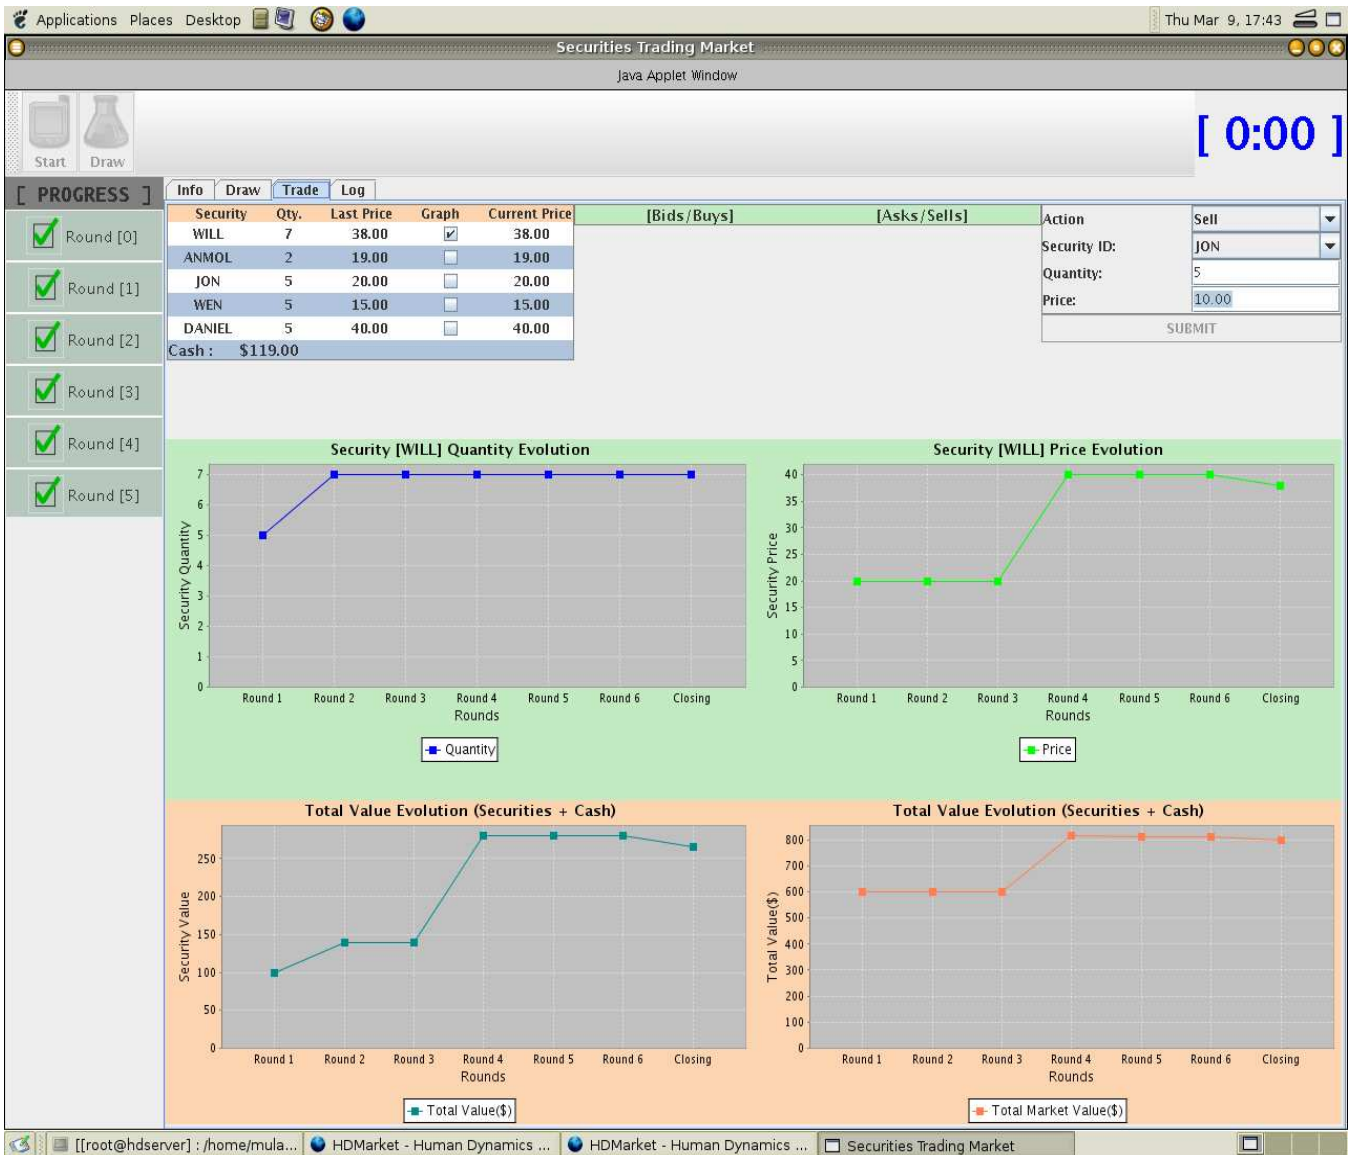 Applications Places Desktop Thu Mar 9, 17:43
Securities Trading Market
Java Applet Window
Start Draw [ 0:00 ]
[ PROGRESS ]
Round [0]
Round [1]
Round [2]
Round [3]
Round [4]
Round [5]
Info Draw Trade Log
Security Qty. Last Price Graph Current Price
WILL 7 38.00 38.00
ANMOL 2 19.00 19.00
JON 5 20.00 20.00
WEN 5 15.00 15.00
DANIEL 5 40.00 40.00
Cash : $119.00
[Bids/Buys] [Asks/Sells]
Action Sell
Security ID: JON
Quantity: 5
Price: 10.00
SUBMIT
Security [WILL] Quantity Evolution
Security Quantity
7
6
5
4
3
2
1
0
Round 1 Round 2 Round 3 Round 4 Round 5 Round 6 Closing
Rounds
Quantity
Security [WILL] Price Evolution
Security Price
40
35
30
25
20
15
10
5
0
Round 1 Round 2 Round 3 Round 4 Round 5 Round 6 Closing
Rounds
Price
Total Value Evolution (Securities + Cash)
Security Value
250
200
150
100
50
0
Round 1 Round 2 Round 3 Round 4 Round 5 Round 6 Closing
Rounds
Total Value($)
Total Value Evolution (Securities + Cash)
Total Value($)
800
700
600
500
400
300
200
100
0
Round 1 Round 2 Round 3 Round 4 Round 5 Round 6 Closing
Rounds
Total Market Value($)
[[root@hdserver] : /home/mula... HDMarket - Human Dynamics ... HDMarket - Human Dynamics ... Securities Trading Market